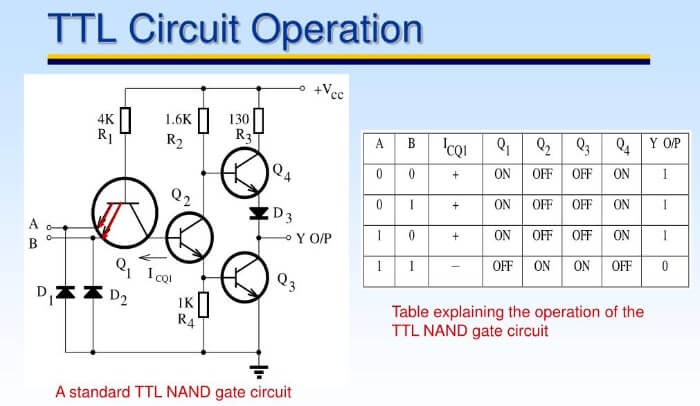 TTL Circuit Operation
+Vcc
4K
R1
1.6K
R2
130
R3
Q4
Q2
D3
A
B
Y O/P
Q1
ICQ1
Q3
D1
D2
1K
R4
A standard TTL NAND gate circuit
A B ICQ1 Q1 Q2 Q3 Q4 Y O/P
0 0 + ON OFF OFF ON 1
0 1 + ON OFF OFF ON 1
1 0 + ON OFF OFF ON 1
1 1 − OFF ON ON OFF 0
Table explaining the operation of the
TTL NAND gate circuit